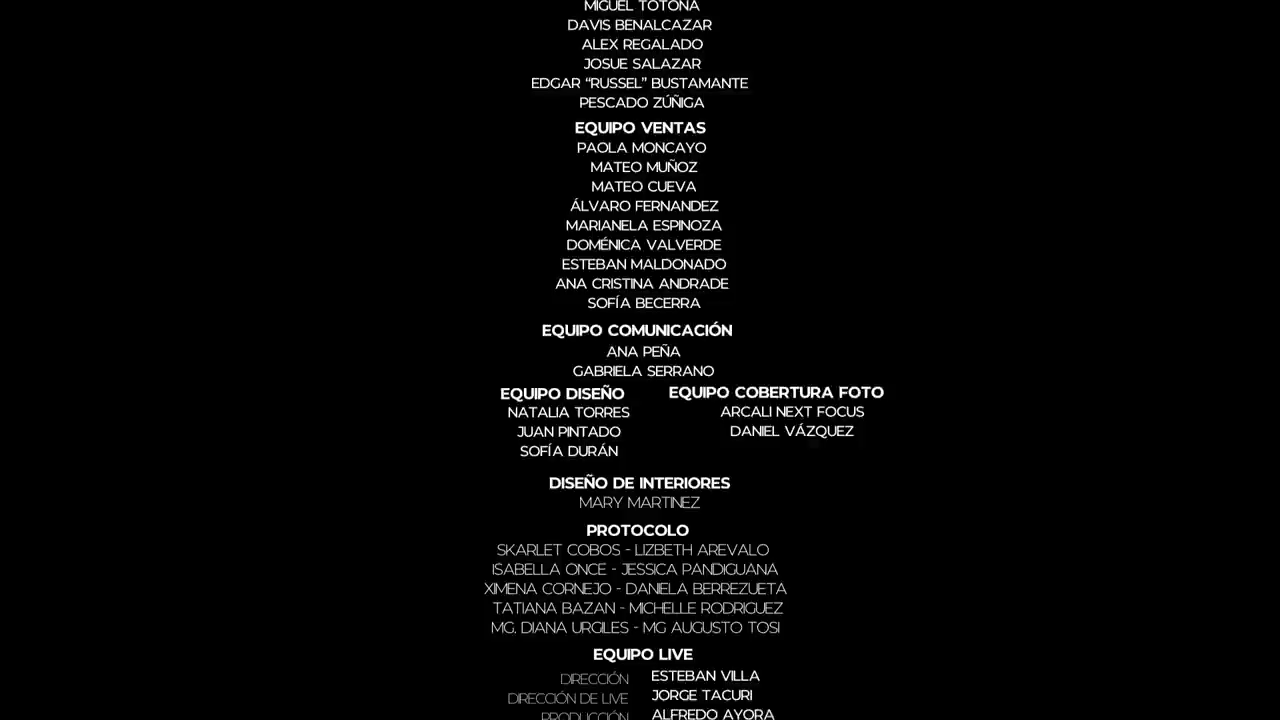 MIGUEL TOTONA
DAVIS BENALCAZAR
ALEX REGALADO
JOSUE SALAZAR
EDGAR “RUSSEL” BUSTAMANTE
PESCADO ZÚÑIGA
EQUIPO VENTAS
PAOLA MONCAYO
MATEO MUÑOZ
MATEO CUEVA
ÁLVARO FERNANDEZ
MARIANELA ESPINOZA
DOMÉNICA VALVERDE
ESTEBAN MALDONADO
ANA CRISTINA ANDRADE
SOFÍA BECERRA
EQUIPO COMUNICACIÓN
ANA PEÑA
GABRIELA SERRANO
EQUIPO DISEÑO
NATALIA TORRES
JUAN PINTADO
SOFÍA DURÁN
EQUIPO COBERTURA FOTO
ARCALI NEXT FOCUS
DANIEL VÁZQUEZ
DISEÑO DE INTERIORES
MARY MARTINEZ
PROTOCOLO
SKARLET COBOS - LIZBETH AREVALO
ISABELLA ONCE - JESSICA PANDIGUANA
XIMENA CORNEJO - DANIELA BERREZUETA
TATIANA BAZAN - MICHELLE RODRIGUEZ
MG. DIANA URGILES - MG AUGUSTO TOSI
EQUIPO LIVE
DIRECCIÓN ESTEBAN VILLA
DIRECCIÓN DE LIVE JORGE TACURI
PRODUCCIÓN ALFREDO AYORA